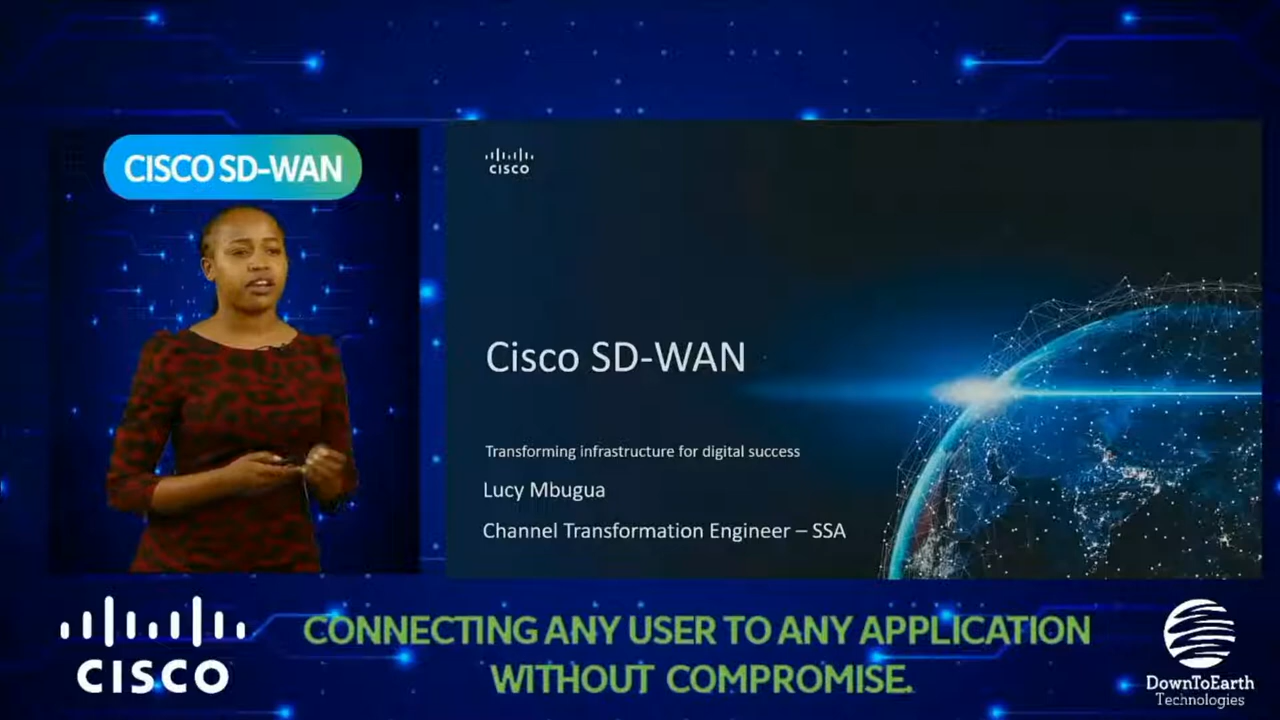 CISCO SD-WAN
CISCO
Cisco SD-WAN
Transforming infrastructure for digital success
Lucy Mbugua
Channel Transformation Engineer – SSA
CISCO
CONNECTING ANY USER TO ANY APPLICATION
WITHOUT COMPROMISE.
DownToEarth
Technologies